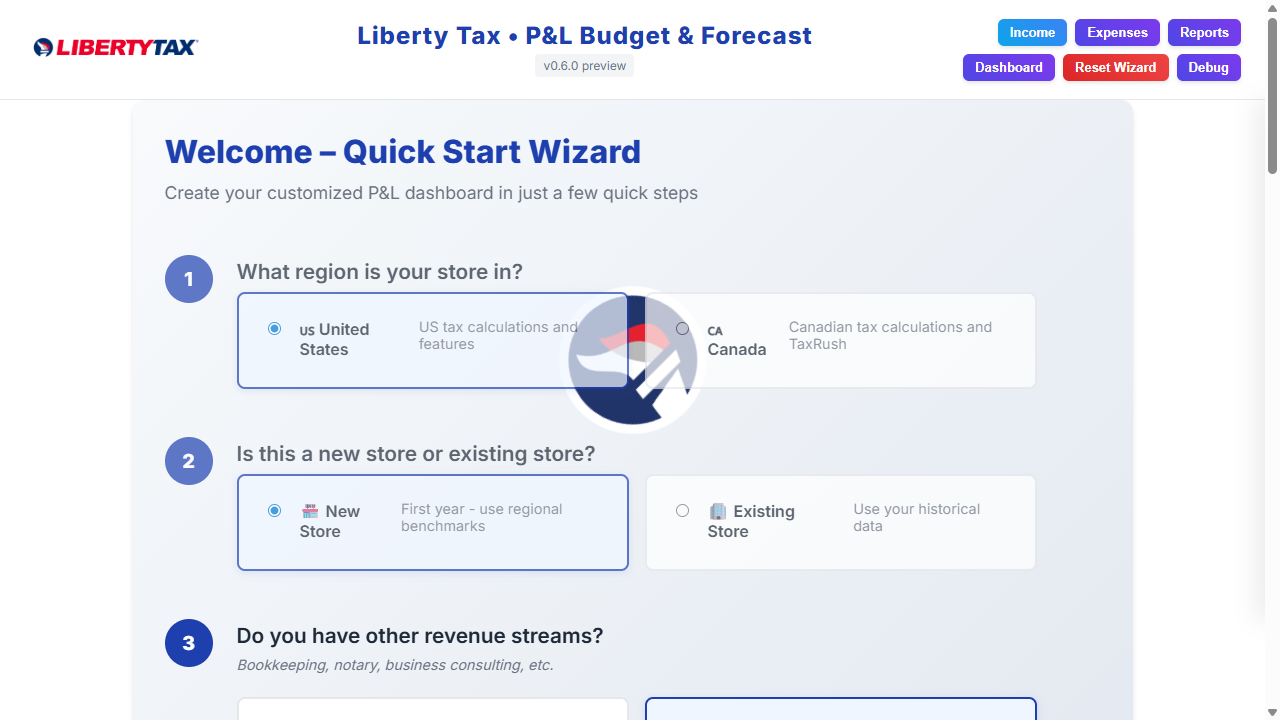 LIBERTYTAX
Liberty Tax • P&L Budget & Forecast
v0.6.0 preview
Income
Expenses
Reports
Dashboard
Reset Wizard
Debug
Welcome – Quick Start Wizard
Create your customized P&L dashboard in just a few quick steps
1
What region is your store in?
US United
States
US tax calculations and
features
CA
Canada
Canadian tax calculations and
TaxRush
2
Is this a new store or existing store?
New
Store
First year - use regional
benchmarks
Existing
Store
Use your historical
data
3
Do you have other revenue streams?
Bookkeeping, notary, business consulting, etc.